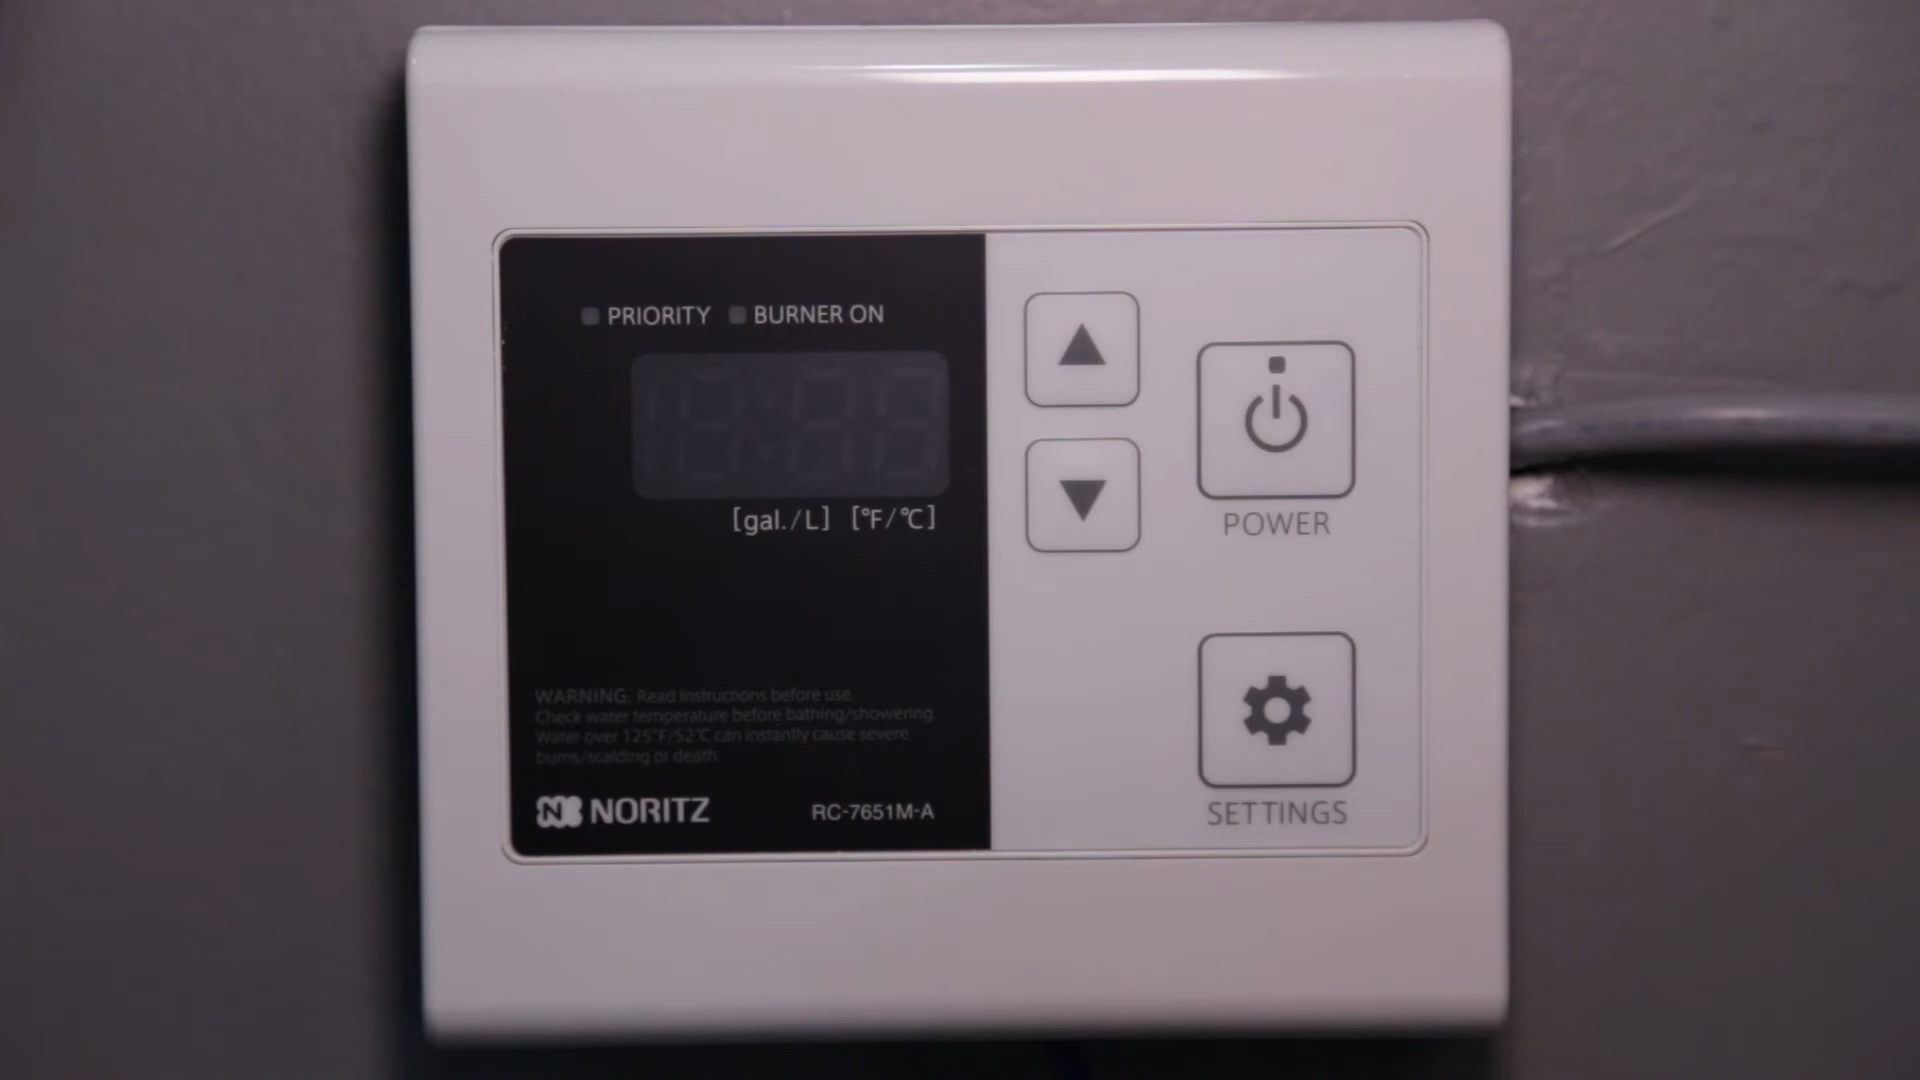 PRIORITY BURNER ON
[gal./L] [°F/°C]
POWER
WARNING. Read instructions before use.
Check water temperature before bathing/showering.
Water over 125°F/52°C can instantly cause severe
burns/scalding or death.
NORITZ RC-7651M-A
SETTINGS